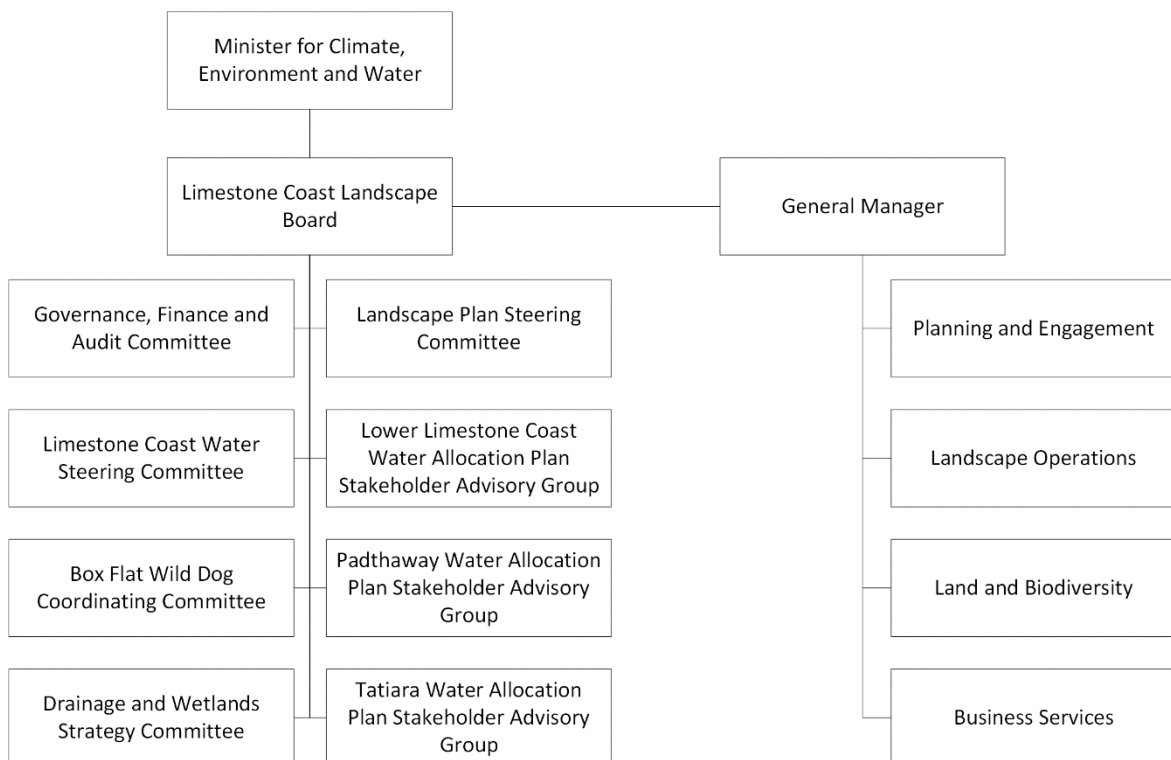 Minister for Climate,
Environment and Water
Limestone Coast Landscape
Board
General Manager
Governance, Finance and
Audit Committee
Landscape Plan Steering
Committee
Planning and Engagement
Limestone Coast Water
Steering Committee
Lower Limestone Coast
Water Allocation Plan
Stakeholder Advisory Group
Landscape Operations
Box Flat Wild Dog
Coordinating Committee
Padthaway Water Allocation
Plan Stakeholder Advisory
Group
Land and Biodiversity
Drainage and Wetlands
Strategy Committee
Tatiara Water Allocation
Plan Stakeholder Advisory
Group
Business Services